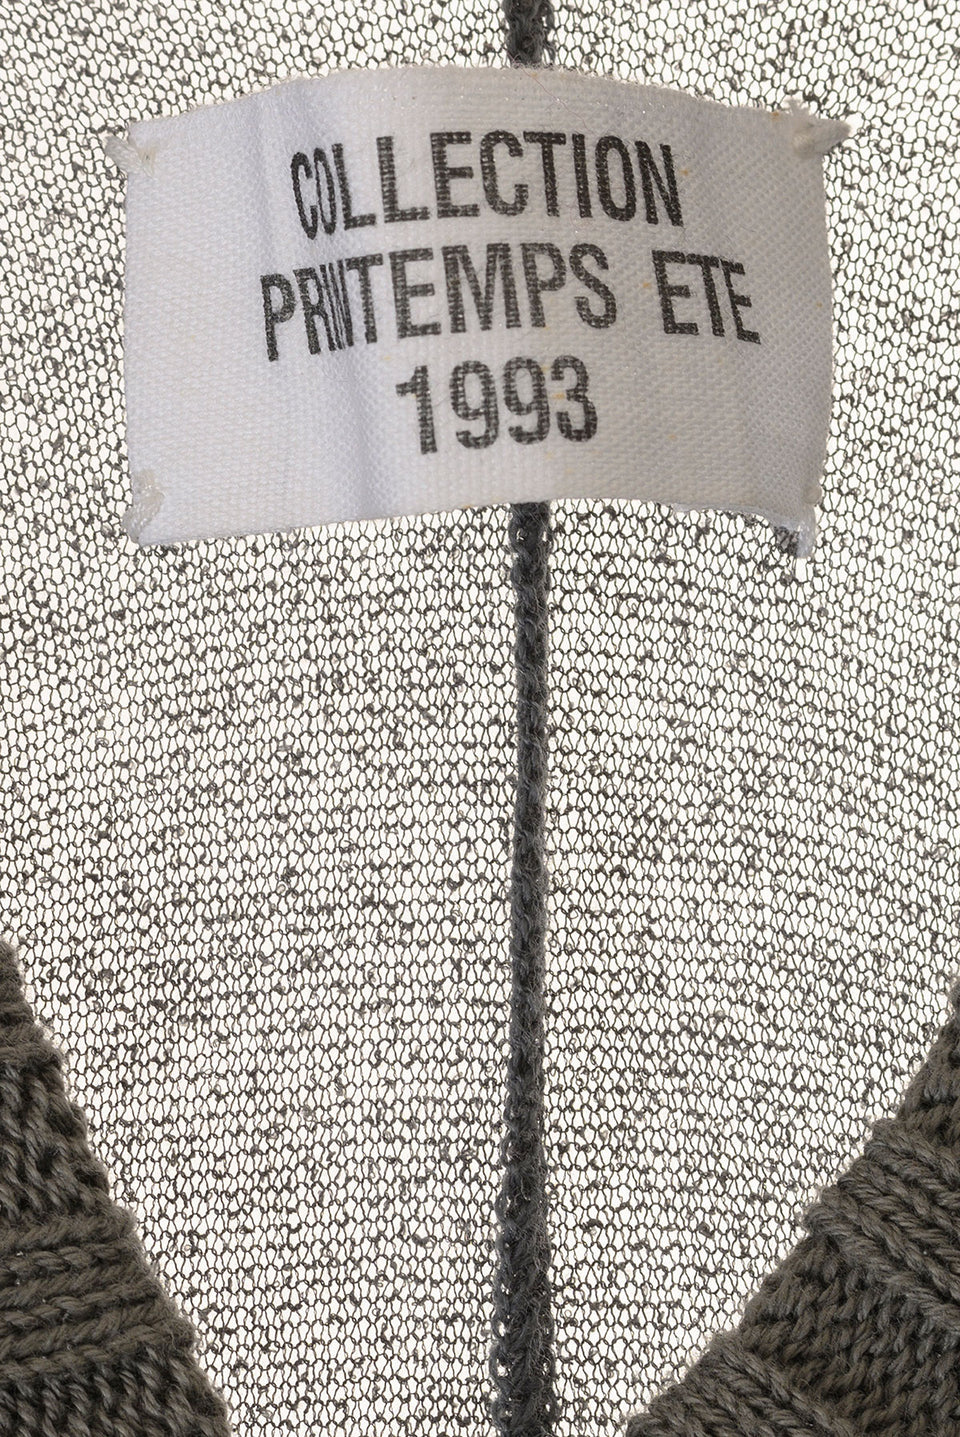 COLLECTION
PRINTEMPS ETE
1993